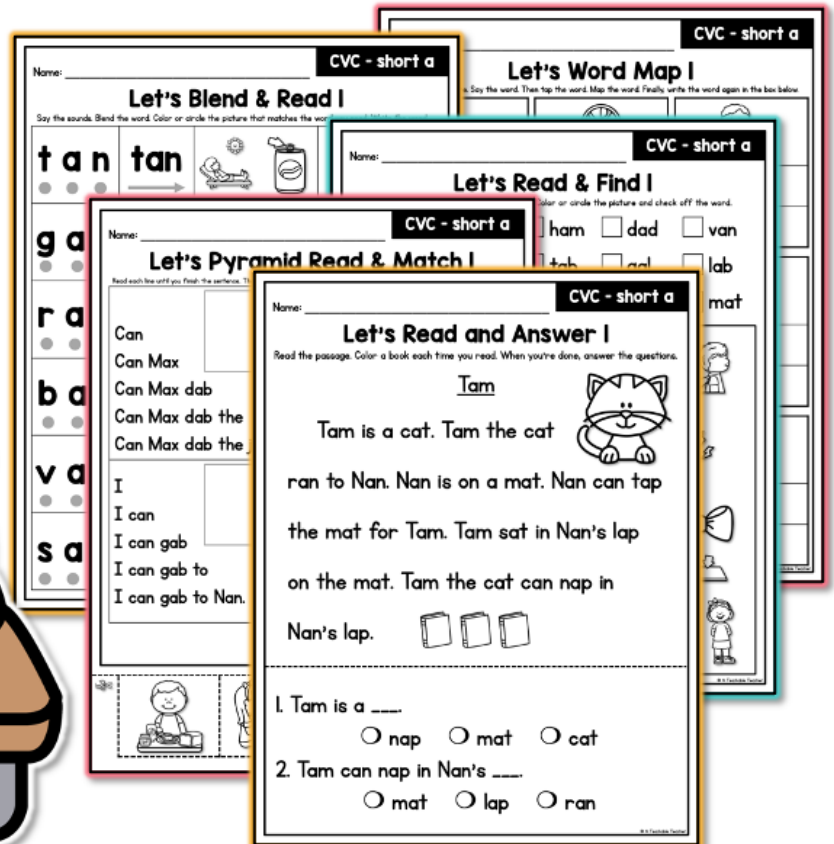 CVC - short a
Name:
Let's Blend & Read 1
Say the sounds. Blend the word. Color or circle the picture that matches the
t a n tan
g a
r a
b a
v a
s a
CVC - short a
Let's Word Map 1
Say the word. Then tap the word. Map the word. Finally, write the word again in the box below.
CVC - short a
Name:
Let's Read & Find 1
color or circle the picture and check off the word.
ham dad van
lab
mat
© A Teachable Teacher
CVC - short a
Name:
Let's Pyramid Read & Match 1
Read each line until you finish the sentence.
Can
Can Max
Can Max dab
Can Max dab the
Can Max dab the
I
I can
I can gab
I can gab to
I can gab to Nan.
CVC - short a
Name:
Let's Read and Answer 1
Read the passage. Color a book each time you read. When you're done, answer the questions.
Tam
Tam is a cat. Tam the cat
ran to Nan. Nan is on a mat. Nan can tap
the mat for Tam. Tam sat in Nan's lap
on the mat. Tam the cat can nap in
Nan's lap.
1. Tam is a ___.
nap mat cat
2. Tam can nap in Nan's ___.
mat lap ran
© A Teachable Teacher